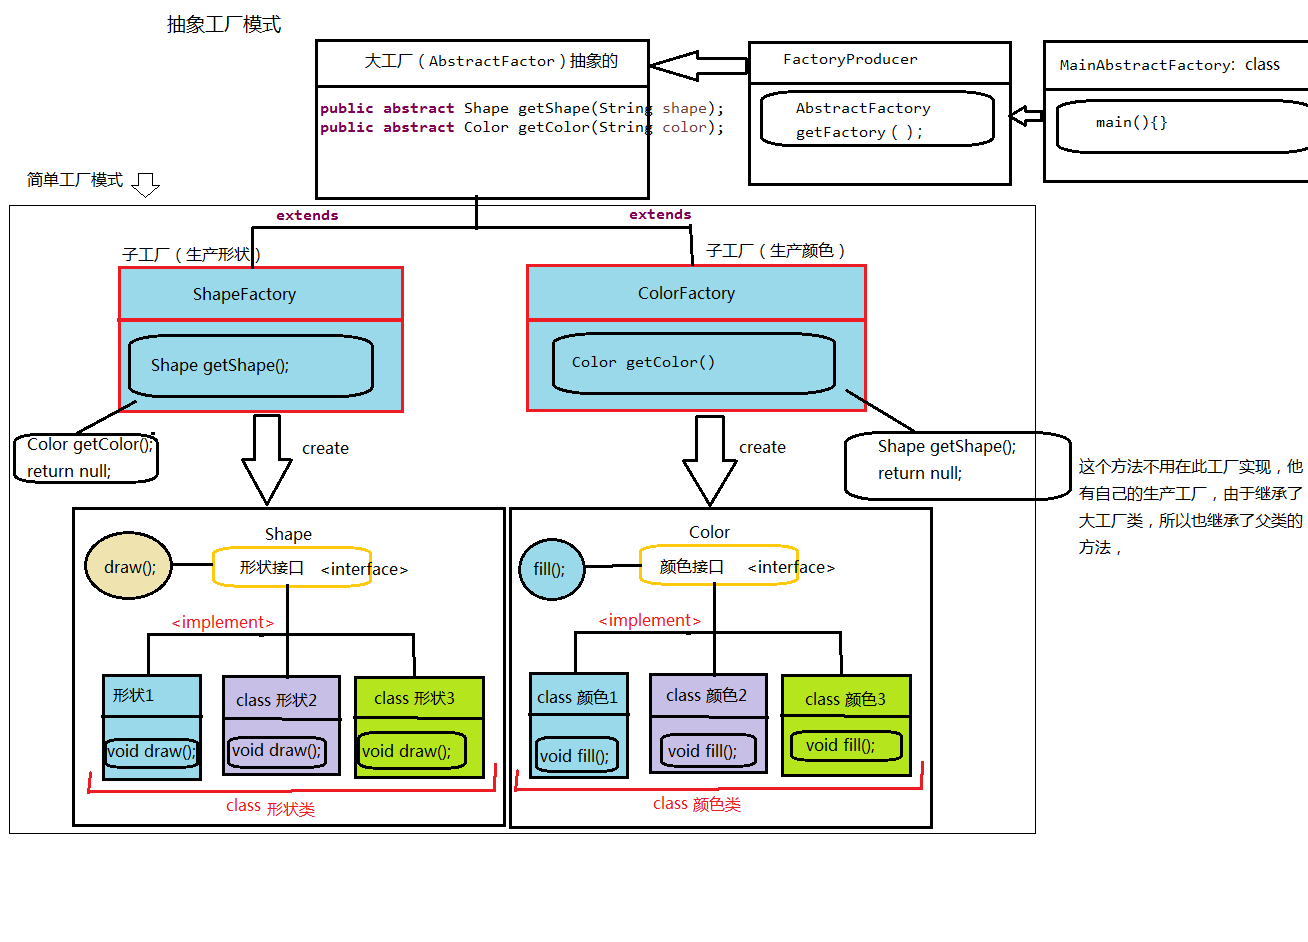 抽象工厂模式
大工厂（AbstractFactor）抽象的
public abstract Shape getShape(String shape);
public abstract Color getColor(String color);
FactoryProducer
AbstractFactory
getFactory（）;
MainAbstractFactory: class
main(){}
简单工厂模式
extends
extends
子工厂（生产形状）
ShapeFactory
Shape getShape();
Color getColor();
return null;
create
子工厂（生产颜色）
ColorFactory
Color getColor()
create
Shape getShape();
return null;
这个方法不用在此工厂实现，他
有自己的生产工厂，由于继承了
大工厂类，所以也继承了父类的
方法，
Shape
draw();
形状接口 <interface>
<implement>
形状1
void draw();
class 形状2
void draw();
class 形状3
void draw();
class 形状类
Color
fill();
颜色接口 <interface>
<implement>
class 颜色1
void fill();
class 颜色2
void fill();
class 颜色3
void fill();
class 颜色类